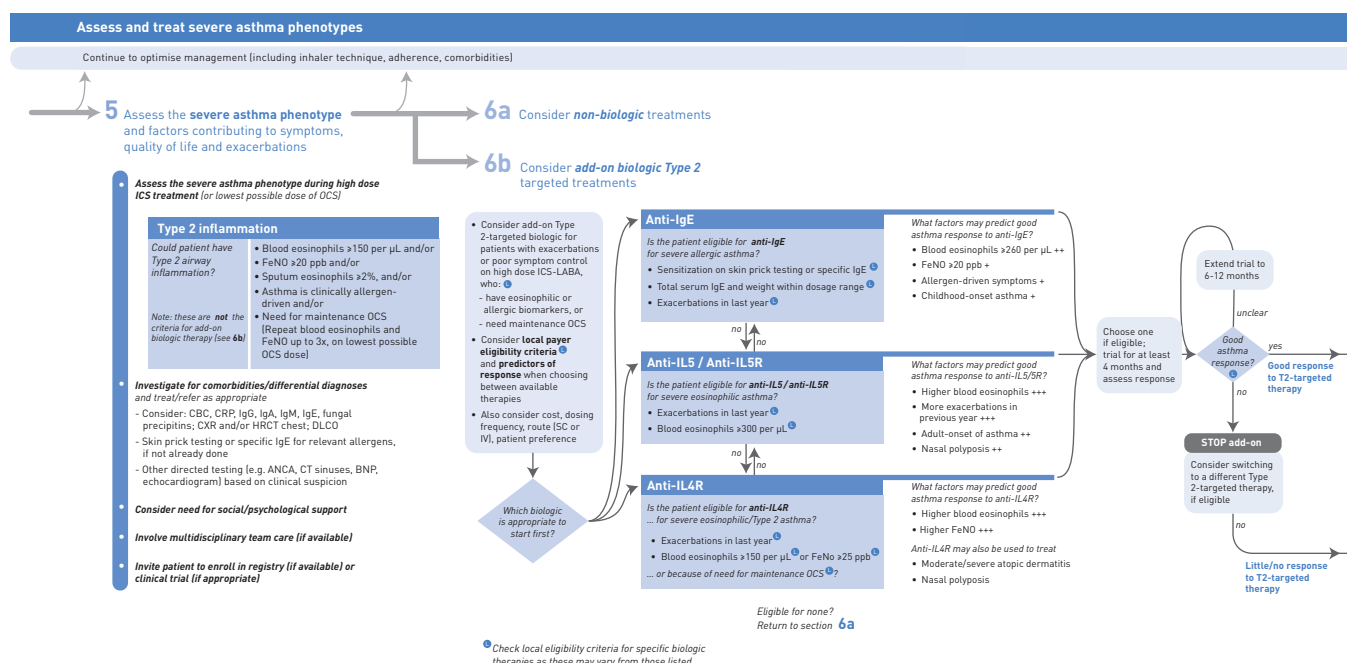 Assess and treat severe asthma phenotypes
Continue to optimise management (including inhaler technique, adherence, comorbidities)
5 Assess the severe asthma phenotype
and factors contributing to symptoms,
quality of life and exacerbations
6a Consider non-biologic treatments
6b Consider add-on biologic Type 2
targeted treatments
• Assess the severe asthma phenotype during high dose
ICS treatment (or lowest possible dose of OCS)
Type 2 inflammation
Could patient have
Type 2 airway
inflammation?
Note: these are not the
criteria for add-on
biologic therapy (see 6b)
• Blood eosinophils ≥150 per µL and/or
• FeNO ≥20 ppb and/or
• Sputum eosinophils ≥2%, and/or
• Asthma is clinically allergen-
driven and/or
• Need for maintenance OCS
(Repeat blood eosinophils and
FeNO up to 3x, on lowest possible
OCS dose)
• Investigate for comorbidities/differential diagnoses
and treat/refer as appropriate
- Consider: CBC, CRP, IgG, IgA, IgM, IgE, fungal
precipitins; CXR and/or HRCT chest; DLCO
- Skin prick testing or specific IgE for relevant allergens,
if not already done
- Other directed testing (e.g. ANCA, CT sinuses, BNP,
echocardiogram) based on clinical suspicion
• Consider need for social/psychological support
• Involve multidisciplinary team care (if available)
• Invite patient to enroll in registry (if available) or
clinical trial (if appropriate)
• Consider add-on Type
2-targeted biologic for
patients with exacerbations
or poor symptom control
on high dose ICS-LABA,
who: L
- have eosinophilic or
allergic biomarkers, or
- need maintenance OCS
• Consider local payer
eligibility criteria L
and predictors of
response when choosing
between available
therapies
• Also consider cost, dosing
frequency, route (SC or
IV), patient preference
Which biologic
is appropriate to
start first?
Anti-IgE
Is the patient eligible for anti-IgE
for severe allergic asthma?
• Sensitization on skin prick testing or specific IgE L
• Total serum IgE and weight within dosage range L
• Exacerbations in last year L
What factors may predict good
asthma response to anti-IgE?
• Blood eosinophils ≥260 per µL ++
• FeNO ≥20 ppb +
• Allergen-driven symptoms +
• Childhood-onset asthma +
no
no
Anti-IL5 / Anti-IL5R
Is the patient eligible for anti-IL5 / anti-IL5R
for severe eosinophilic asthma?
• Exacerbations in last year L
• Blood eosinophils ≥300 per µL L
What factors may predict good
asthma response to anti-IL5/5R?
• Higher blood eosinophils +++
• More exacerbations in
previous year +++
• Adult-onset of asthma ++
• Nasal polyposis ++
no
no
Anti-IL4R
Is the patient eligible for anti-IL4R
... for severe eosinophilic/Type 2 asthma?
• Exacerbations in last year L
• Blood eosinophils ≥150 per µL L or FeNo ≥25 ppb L
... or because of need for maintenance OCS L ?
What factors may predict good
asthma response to anti-IL4R?
• Higher blood eosinophils +++
• Higher FeNO +++
Anti-IL4R may also be used to treat
• Moderate/severe atopic dermatitis
• Nasal polyposis
Eligible for none?
Return to section 6a
Choose one
if eligible;
trial for at least
4 months and
assess response
Extend trial to
6-12 months
unclear
Good
asthma
response?
L
yes
Good response
to T2-targeted
therapy
no
STOP add-on
Consider switching
to a different Type
2-targeted therapy,
if eligible
no
Little/no response
to T2-targeted
therapy
L Check local eligibility criteria for specific biologic
therapies as these may vary from those listed